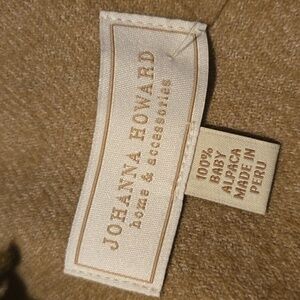 JOHANNA HOWARD
home & accessories
100%
BABY
ALPACA
MADE IN
PERU